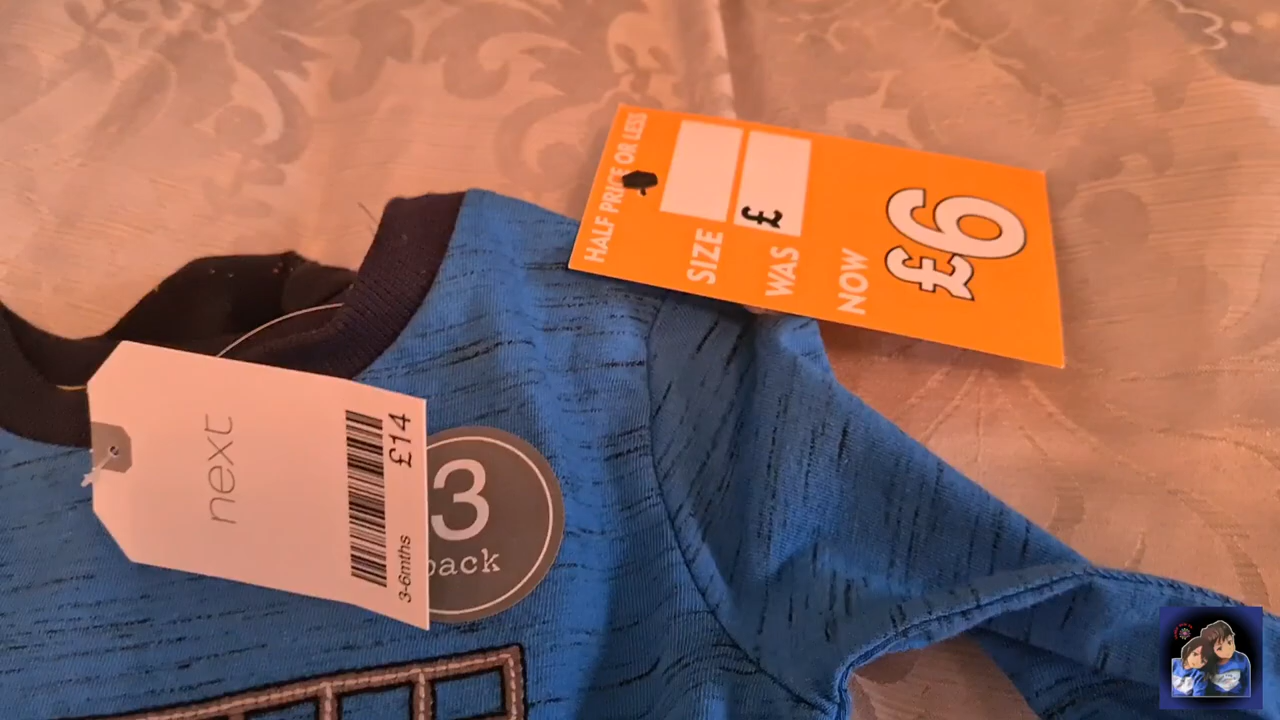 HALF PRICE OR LESS
SIZE
WAS £
NOW £6
next
£14
3-6mths
3
pack